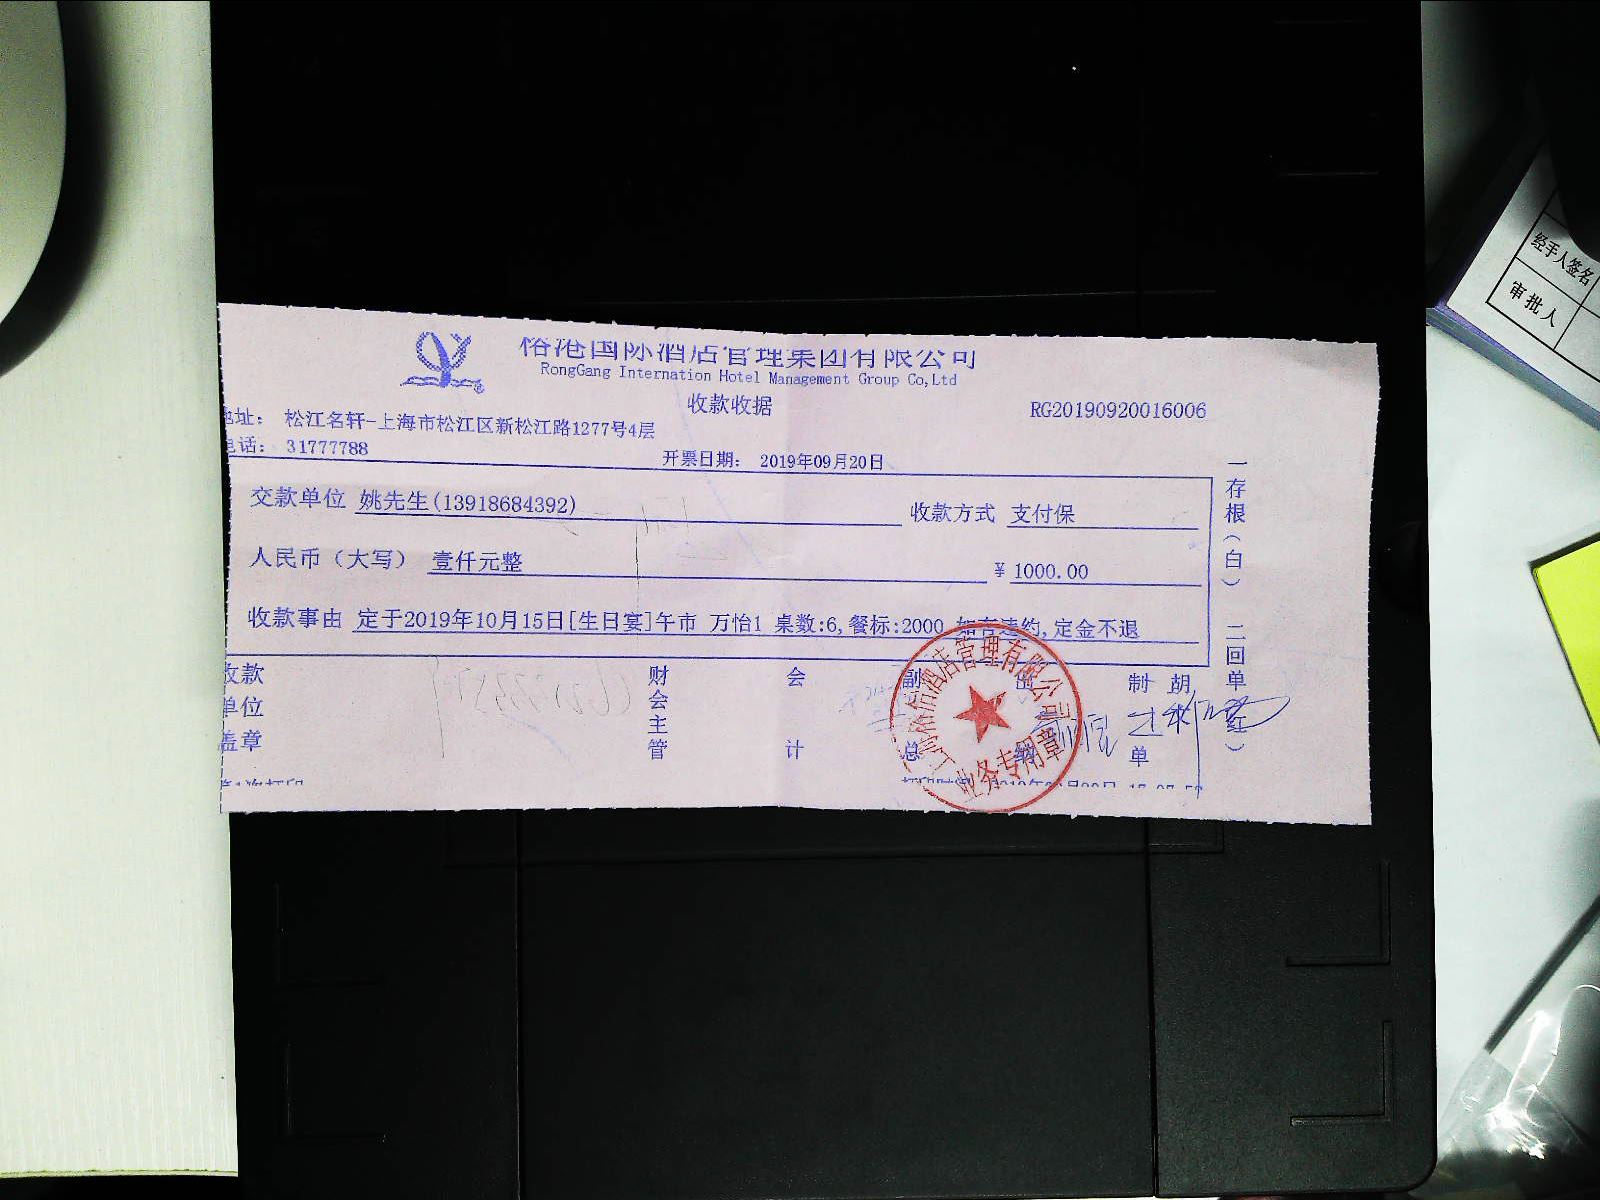 裕港国际酒店管理集团有限公司
RongGang Internation Hotel Management Group Co,Ltd
收款收据
RG20190920016006
地址： 松江名轩-上海市松江区新松江路1277号4层
电话： 31777788
开票日期： 2019年09月20日
交款单位 姚先生(13918684392) 收款方式 支付保
人民币（大写） 壹仟元整 ¥ 1000.00
收款事由 定于2019年10月15日[生日宴]午市 万怡1 桌数:6,餐标:2000 如有违约,定金不退
收款单位盖章
财会主管
会计
副总
制单
胡
一存根（白） 二回单（红）
业务专用章
经手人签名
审批人